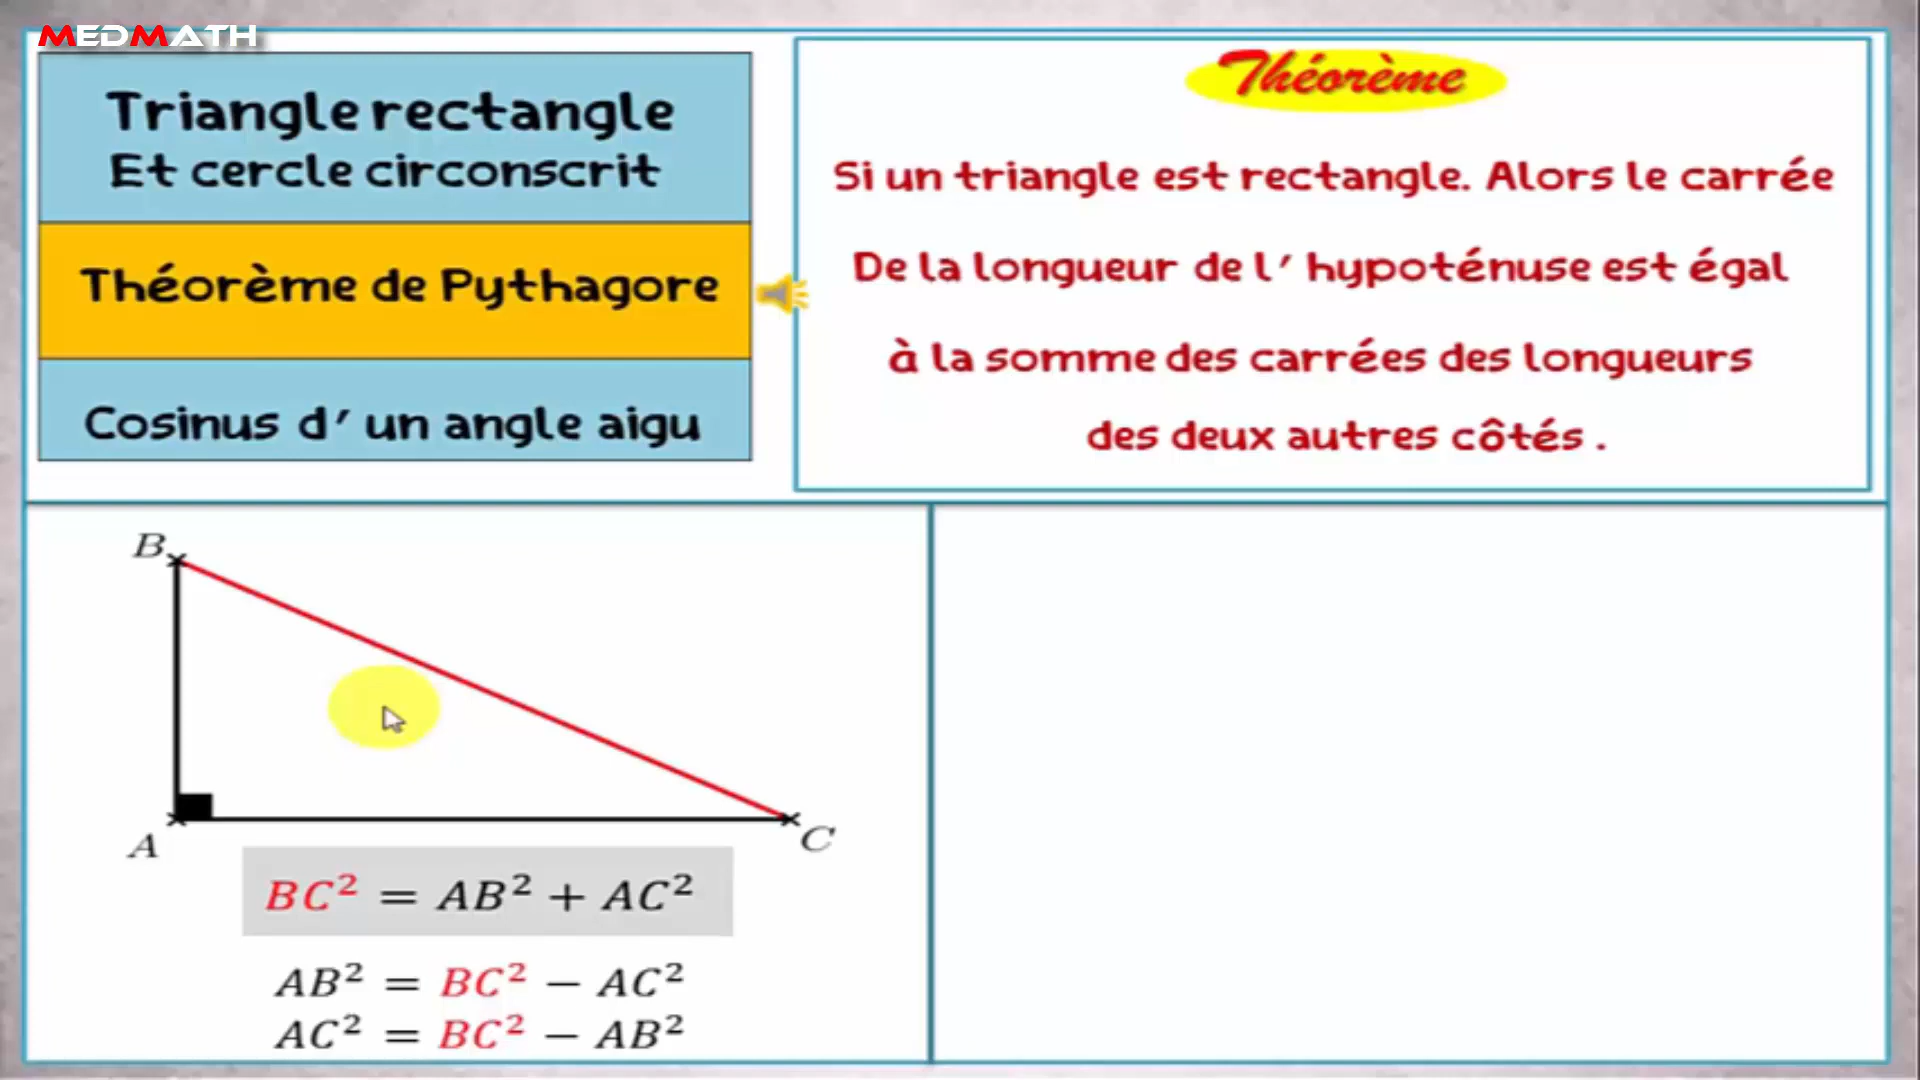 MEDMATH
Triangle rectangle
Et cercle circonscrit
Théorème de Pythagore
Cosinus d' un angle aigu
Théorème
Si un triangle est rectangle. Alors le carrée
De la longueur de l' hypoténuse est égal
à la somme des carrées des longueurs
des deux autres côtés .
B
A
C
BC² = AB² + AC²
AB² = BC² − AC²
AC² = BC² − AB²